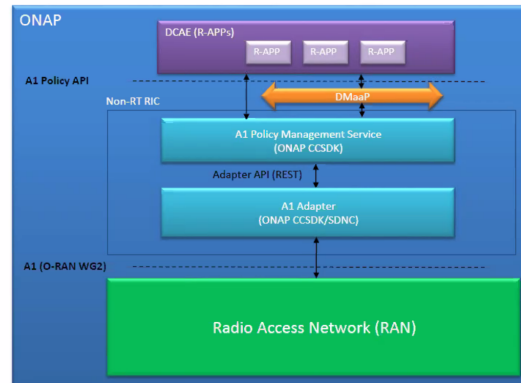 ONAP
DCAE (R-APPs)
R-APP R-APP R-APP
A1 Policy API
DMaaP
Non-RT RIC
A1 Policy Management Service
(ONAP CCSDK)
Adapter API (REST)
A1 Adapter
(ONAP CCSDK/SDNC)
A1 (O-RAN WG2)
Radio Access Network (RAN)